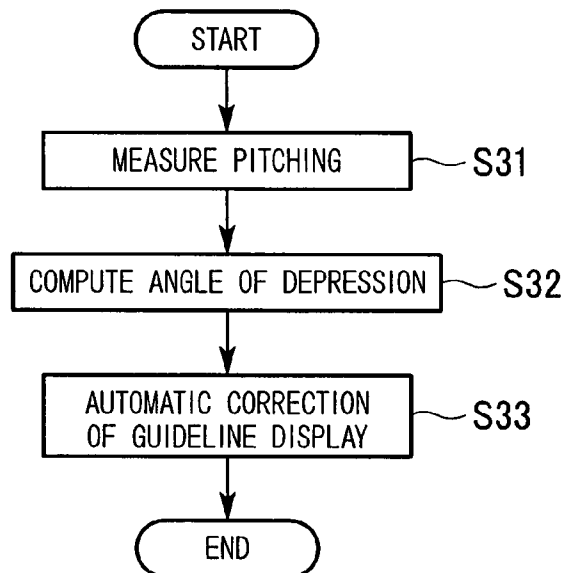 START
MEASURE PITCHING
S31
COMPUTE ANGLE OF DEPRESSION
S32
AUTOMATIC CORRECTION
OF GUIDELINE DISPLAY
S33
END